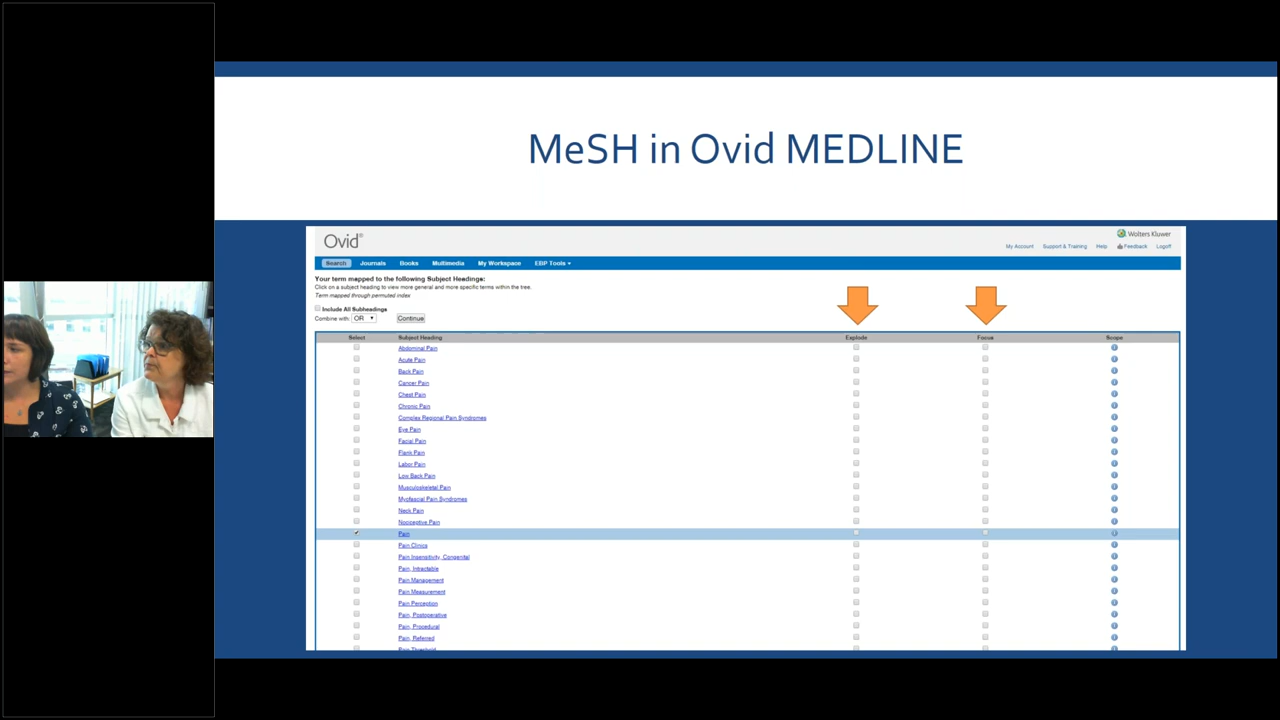 MeSH in Ovid MEDLINE
Ovid®
Wolters Kluwer
My Account Support & Training Help Feedback Logoff
Search Journals Books Multimedia My Workspace EBP Tools
Your term mapped to the following Subject Headings:
Click on a subject heading to view more general and more specific terms within the tree.
Term mapped through permuted index
Include All Subheadings
Combine with: OR Continue
Select Subject Heading Explode Focus Scope
Abdominal Pain
Acute Pain
Back Pain
Cancer Pain
Chest Pain
Chronic Pain
Complex Regional Pain Syndromes
Eye Pain
Facial Pain
Flank Pain
Labor Pain
Low Back Pain
Musculoskeletal Pain
Myofascial Pain Syndromes
Neck Pain
Nociceptive Pain
Pain
Pain Clinics
Pain Insensitivity, Congenital
Pain, Intractable
Pain Management
Pain Measurement
Pain Perception
Pain, Postoperative
Pain, Procedural
Pain, Referred
Pain Threshold